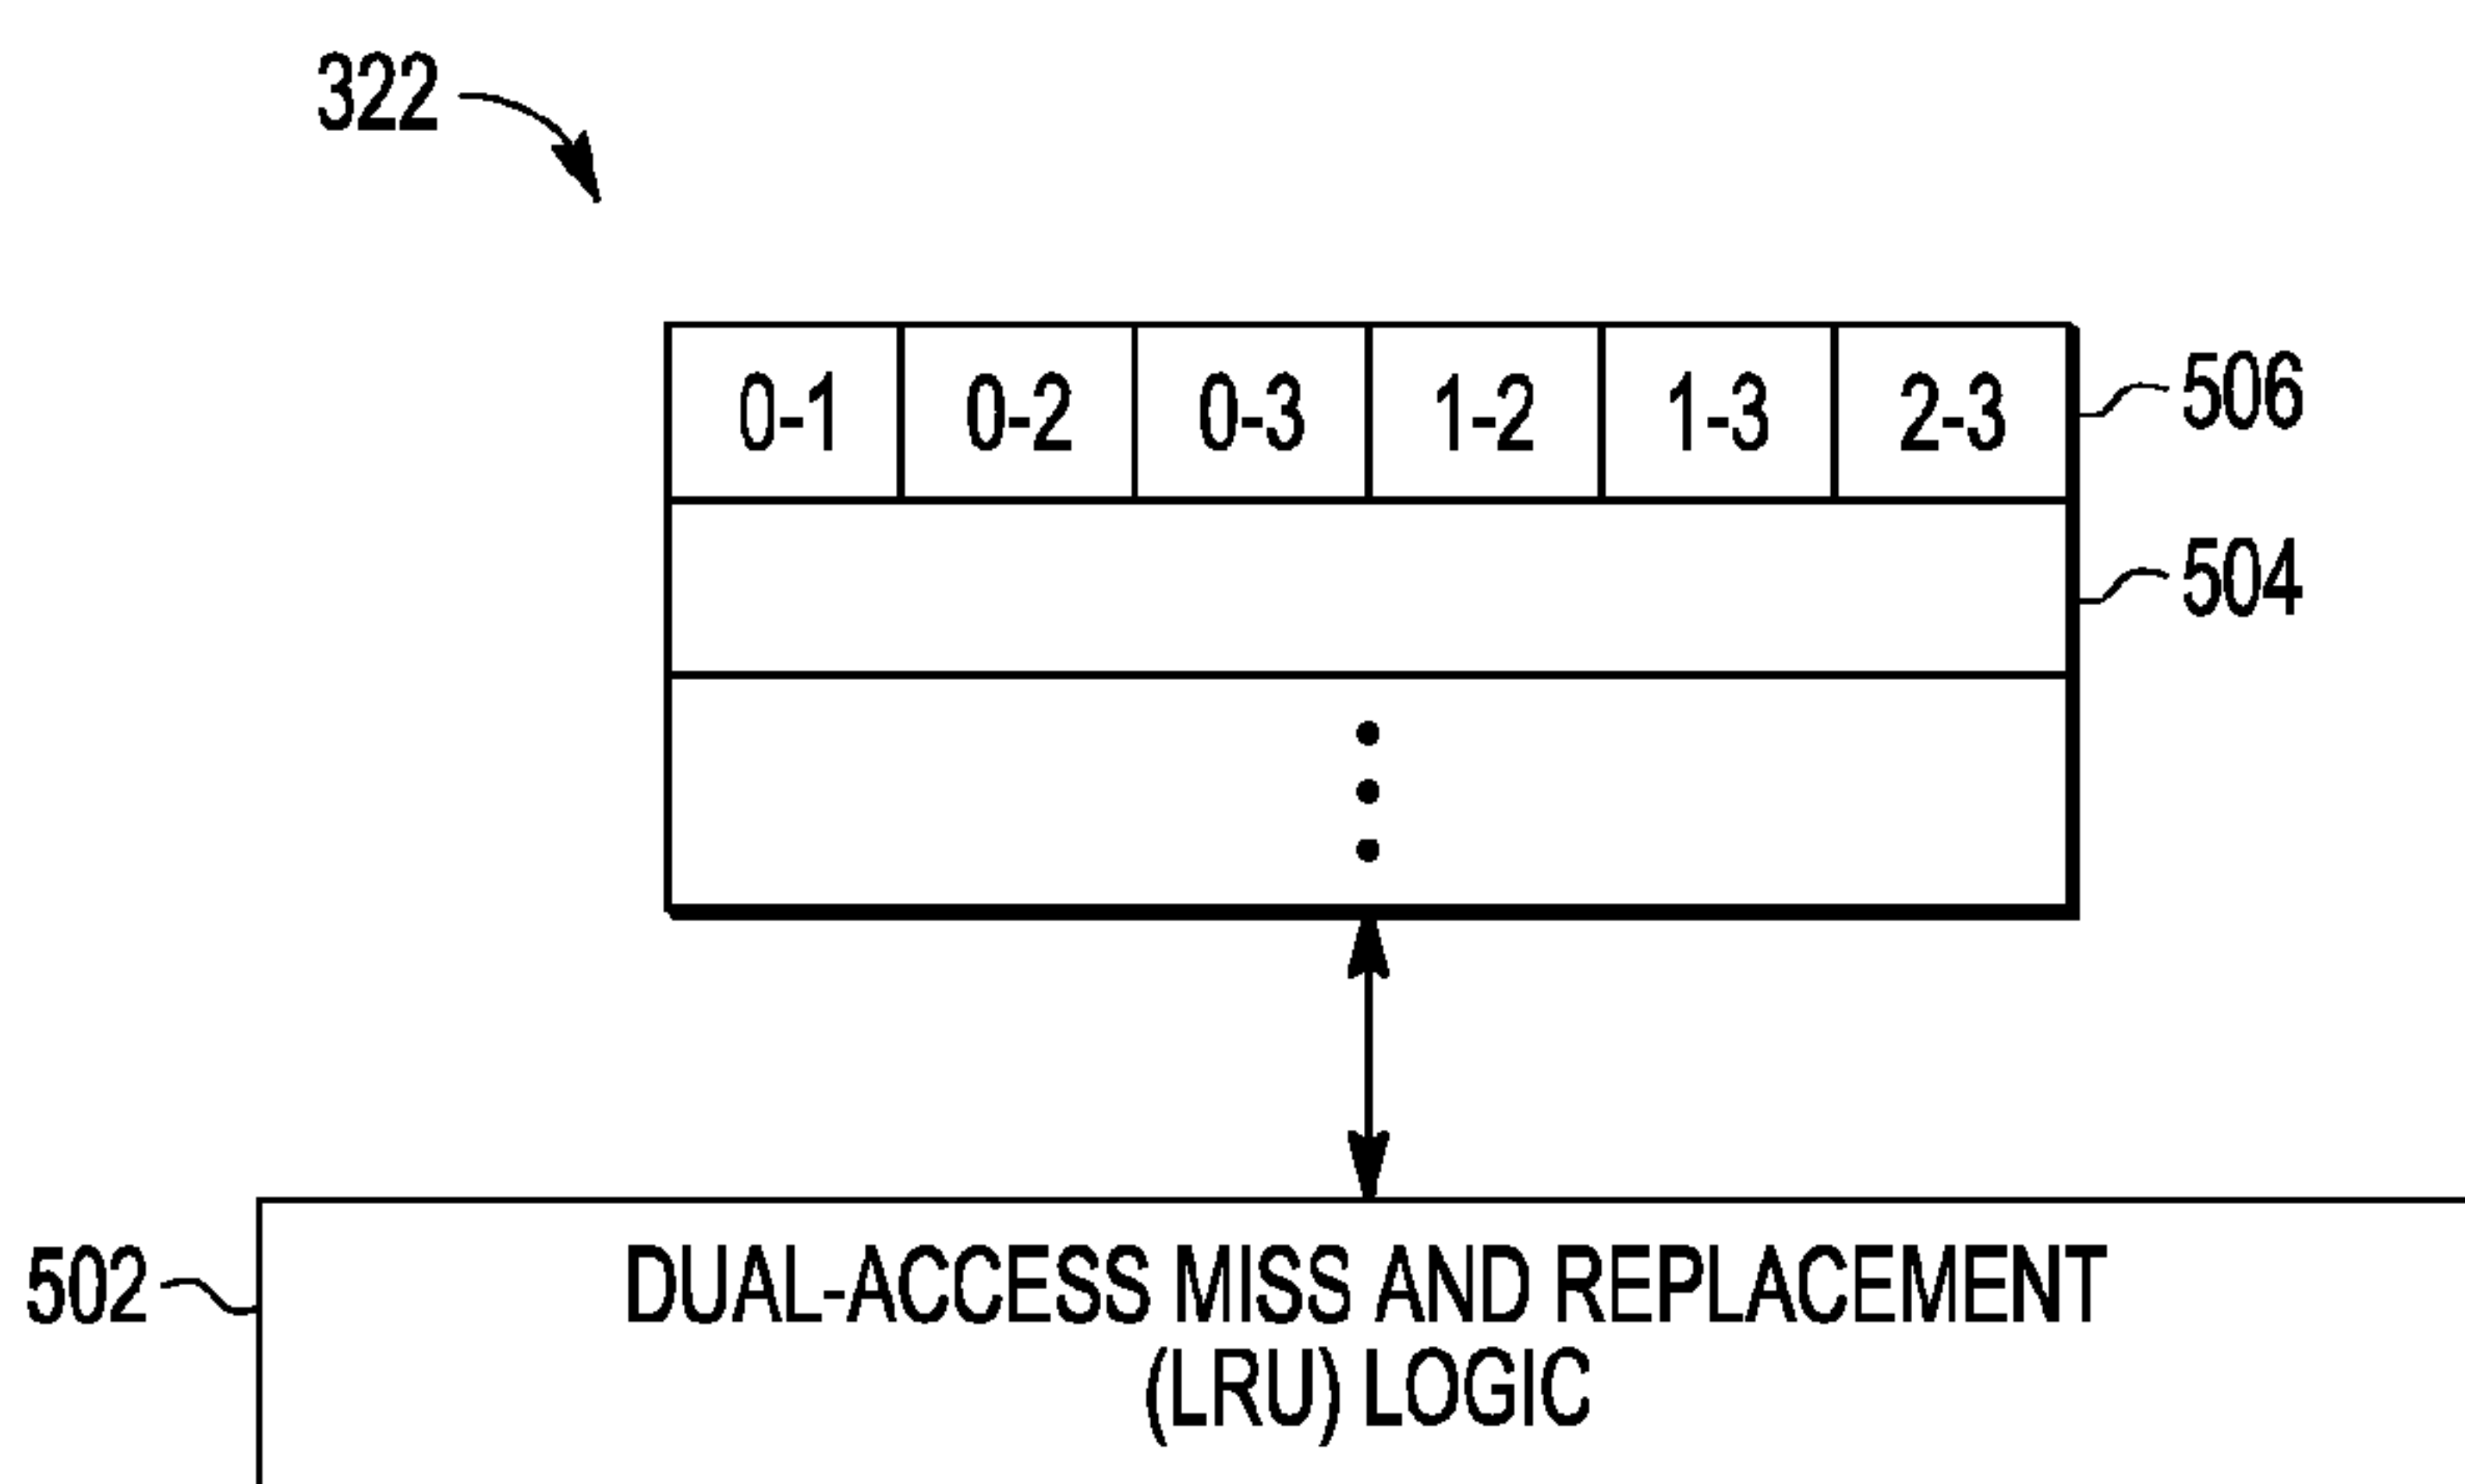 322
0-1 0-2 0-3 1-2 1-3 2-3 506
504
502 DUAL-ACCESS MISS AND REPLACEMENT
(LRU) LOGIC